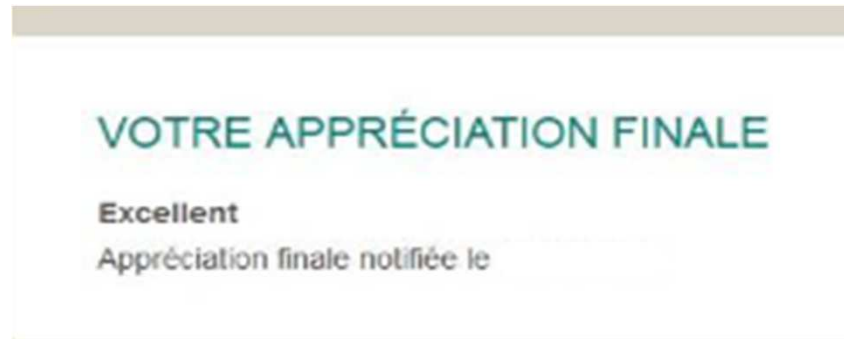 VOTRE APPRÉCIATION FINALE
Excellent
Appréciation finale notifiée le